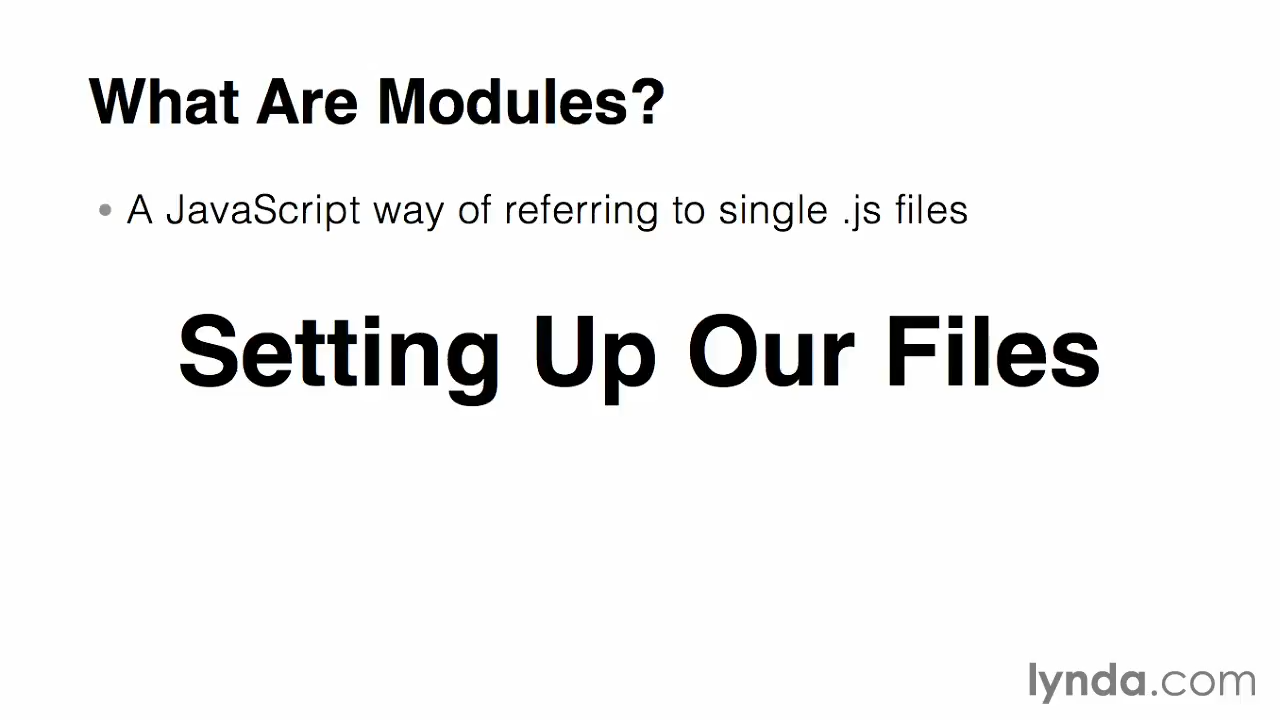 What Are Modules?
• A JavaScript way of referring to single .js files
Setting Up Our Files
lynda.com